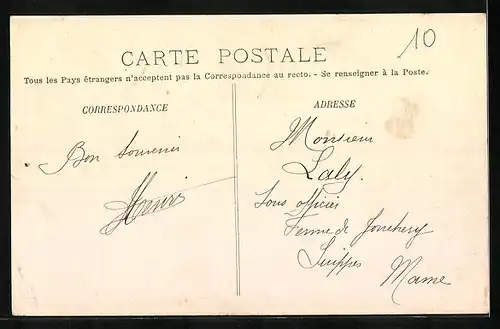 10
CARTE POSTALE
Tous les Pays étrangers n'acceptent pas la Correspondance au recto. - Se renseigner à la Poste.
CORRESPONDANCE
Bon Souvenir
Henri
ADRESSE
Monsieur
Laly.
Sous officier
Ferme de Jonchery
Suippes
Marne